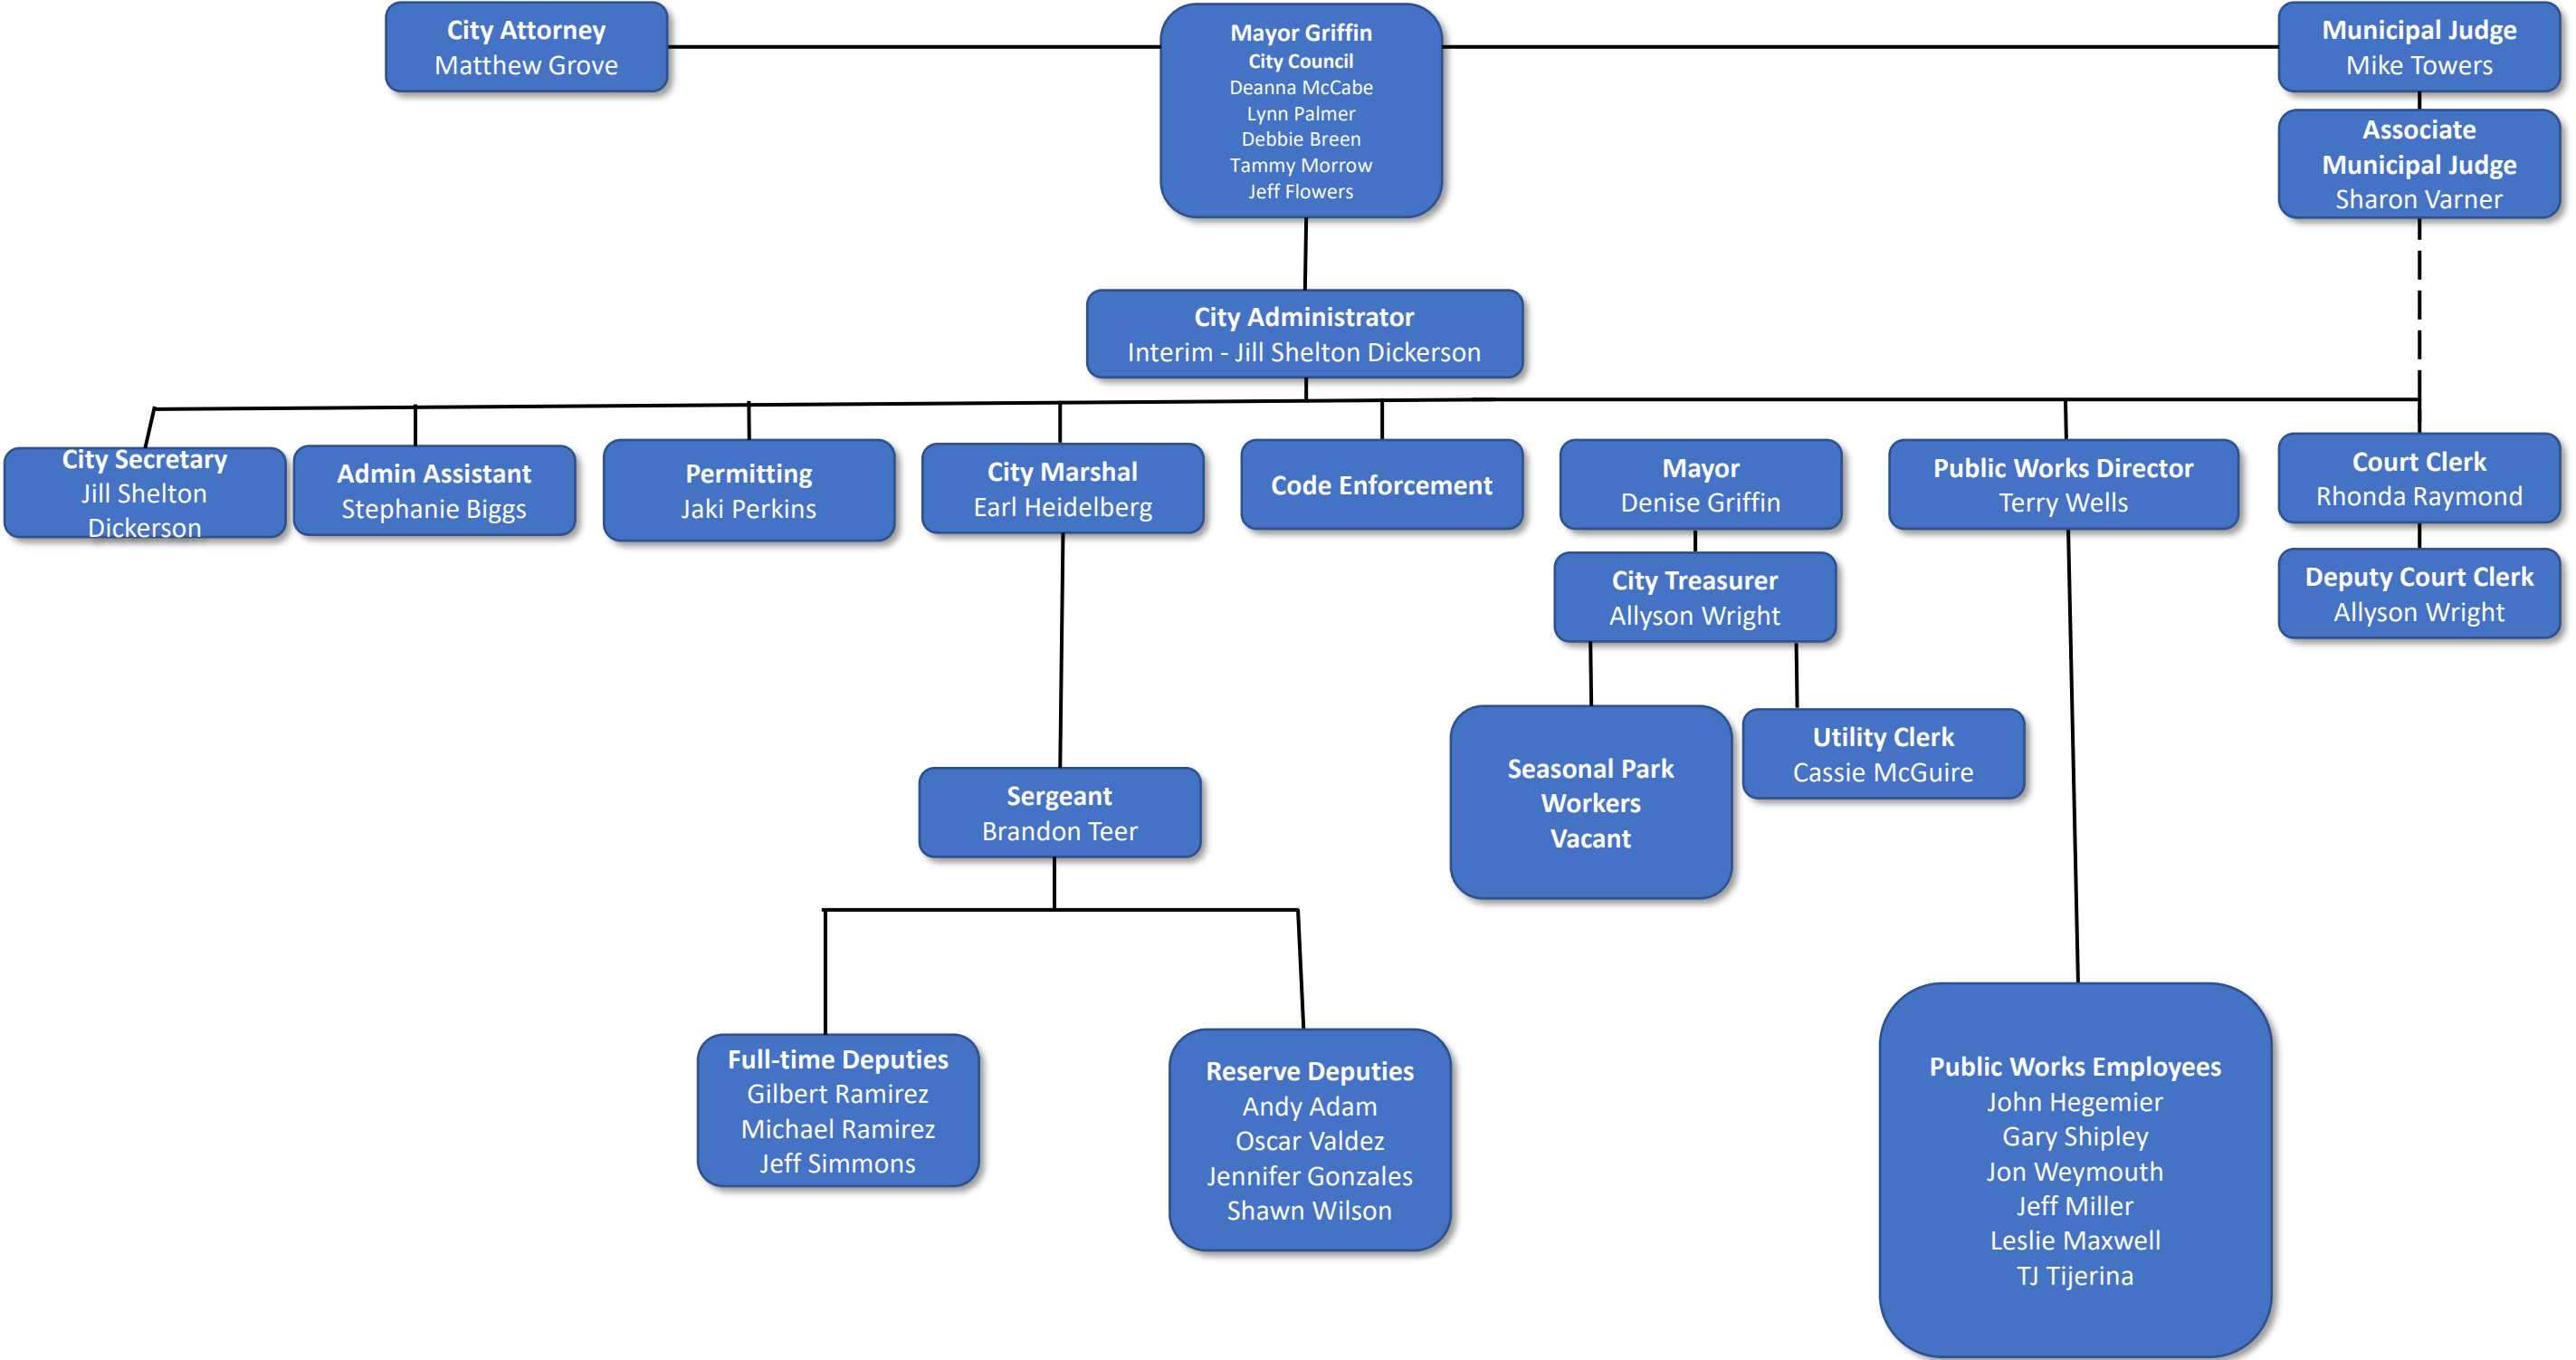 City Attorney
Matthew Grove
Mayor Griffin
City Council
Deanna McCabe
Lynn Palmer
Debbie Breen
Tammy Morrow
Jeff Flowers
Municipal Judge
Mike Towers
Associate
Municipal Judge
Sharon Varner
City Administrator
Interim - Jill Shelton Dickerson
City Secretary
Jill Shelton
Dickerson
Admin Assistant
Stephanie Biggs
Permitting
Jaki Perkins
City Marshal
Earl Heidelberg
Code Enforcement
Mayor
Denise Griffin
Public Works Director
Terry Wells
Court Clerk
Rhonda Raymond
City Treasurer
Allyson Wright
Deputy Court Clerk
Allyson Wright
Seasonal Park
Workers
Vacant
Utility Clerk
Cassie McGuire
Sergeant
Brandon Teer
Full-time Deputies
Gilbert Ramirez
Michael Ramirez
Jeff Simmons
Reserve Deputies
Andy Adam
Oscar Valdez
Jennifer Gonzales
Shawn Wilson
Public Works Employees
John Hegemier
Gary Shipley
Jon Weymouth
Jeff Miller
Leslie Maxwell
TJ Tijerina